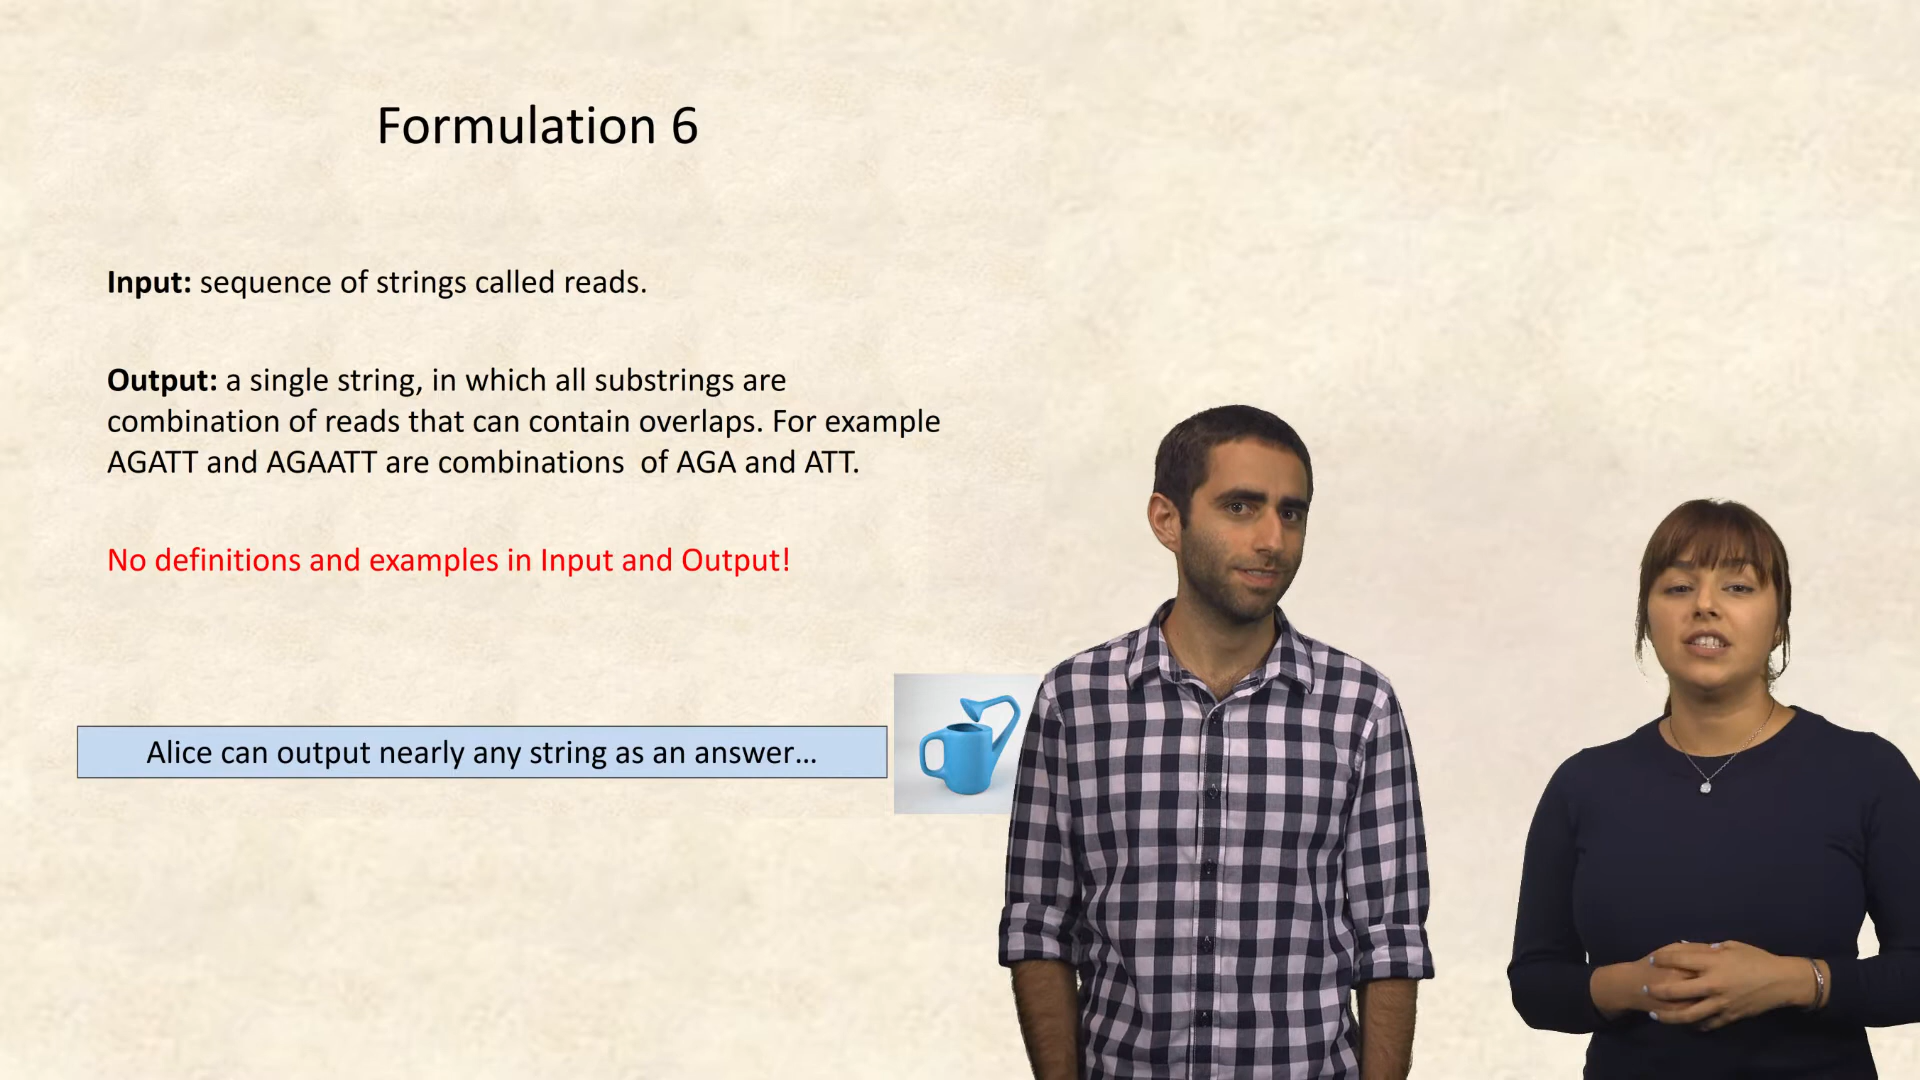 Formulation 6
Input: sequence of strings called reads.
Output: a single string, in which all substrings are
combination of reads that can contain overlaps. For example
AGATT and AGAATT are combinations  of AGA and ATT.
No definitions and examples in Input and Output!
Alice can output nearly any string as an answer…